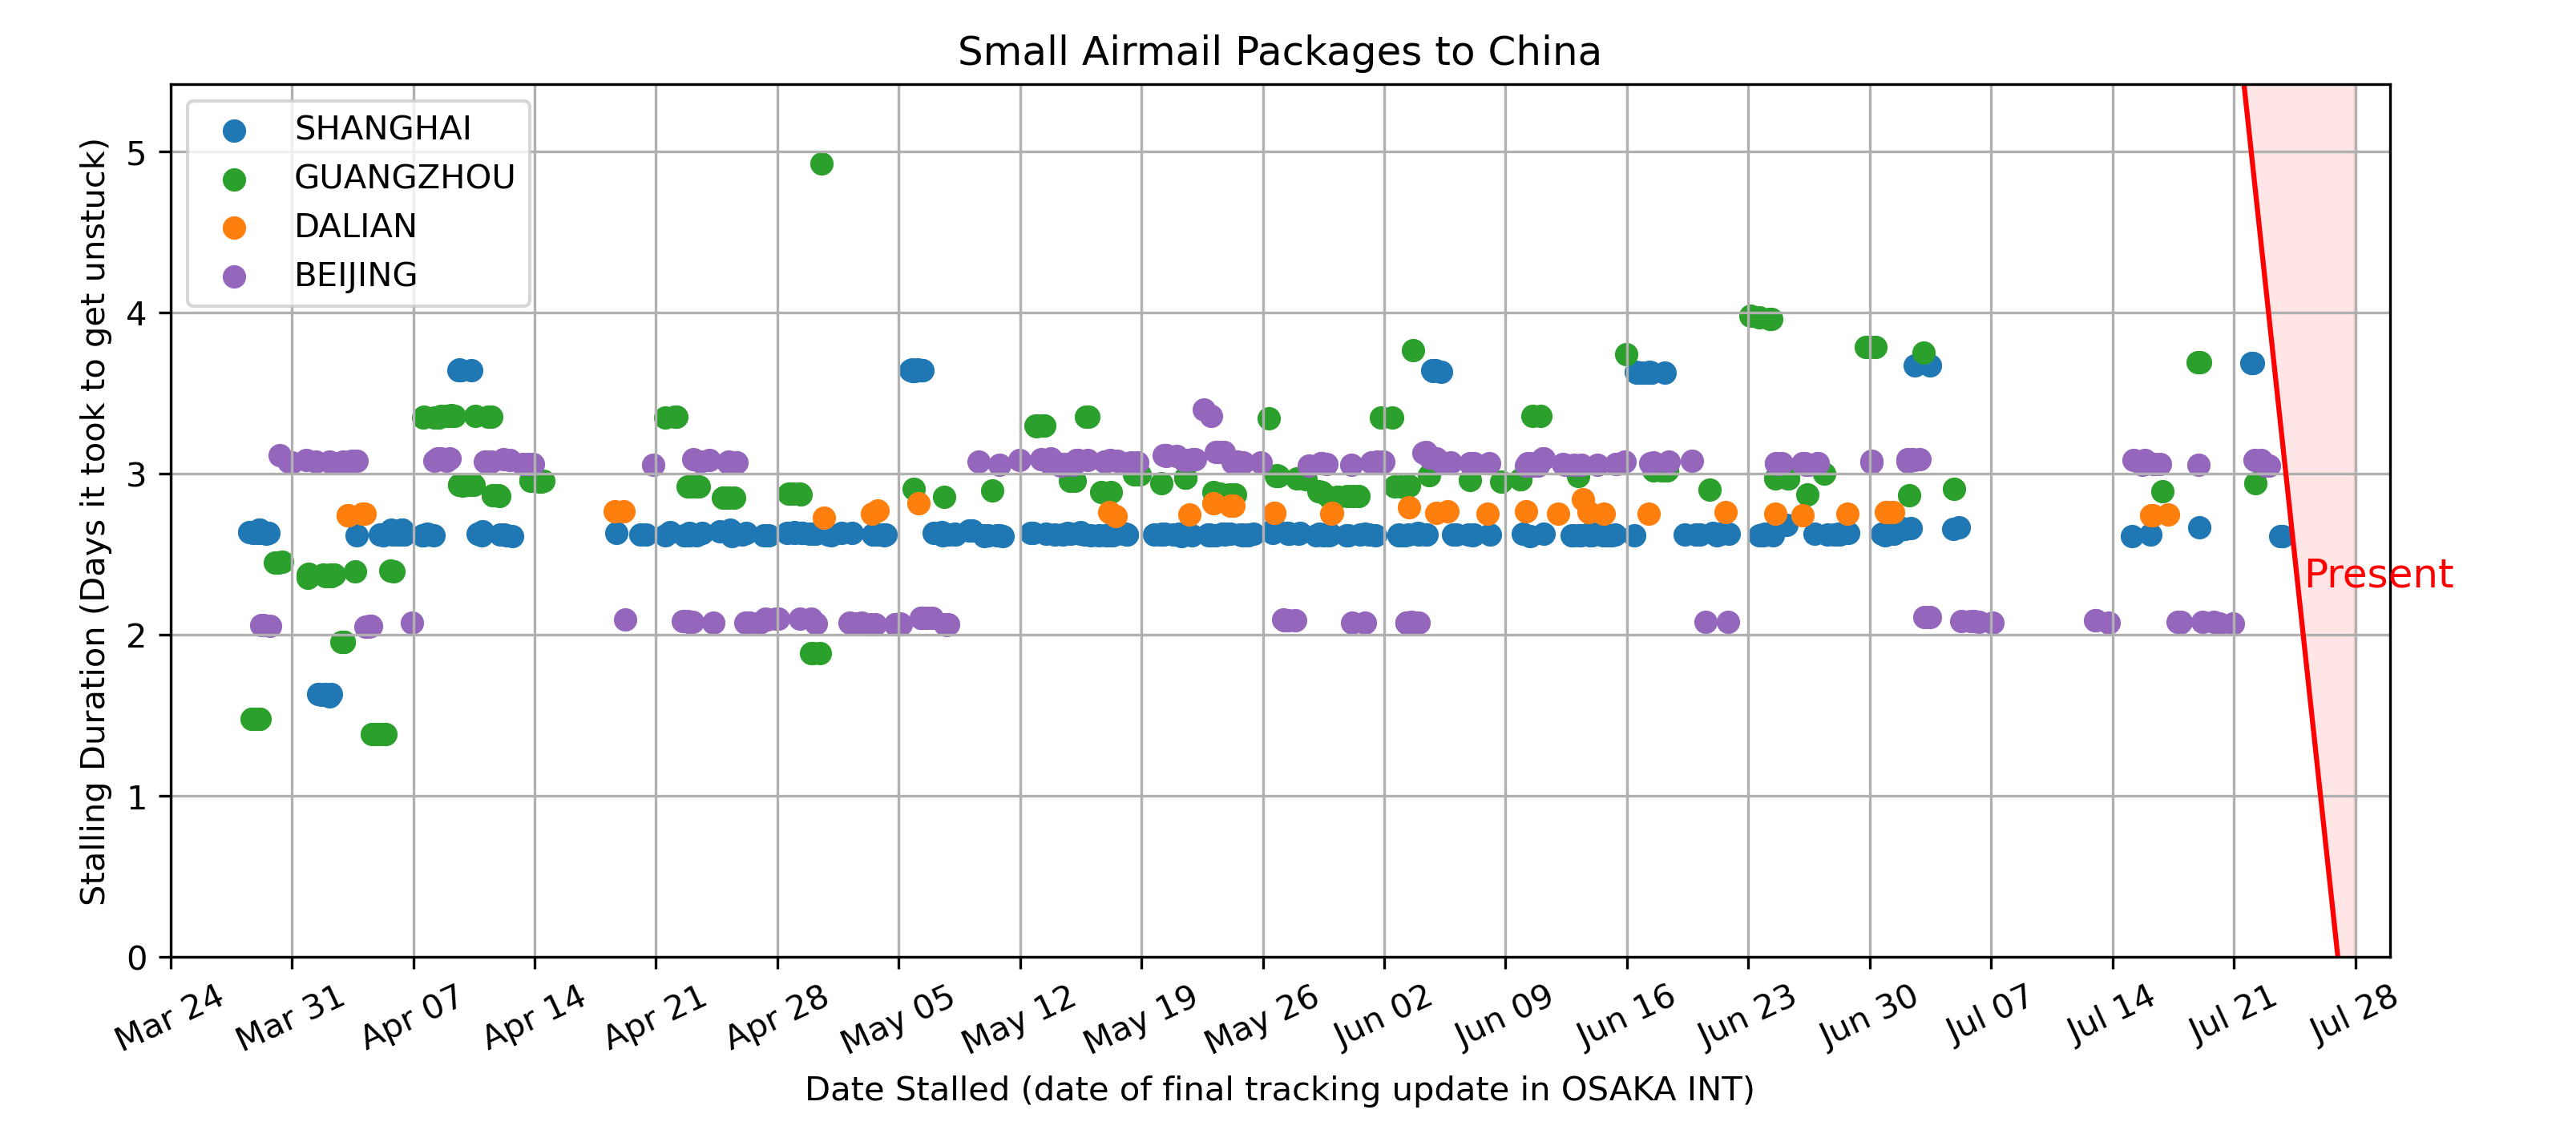 Small Airmail Packages to China
SHANGHAI
GUANGZHOU
DALIAN
BEIJING
Stalling Duration (Days it took to get unstuck)
5
4
3
2
1
0
Present
Mar 24
Mar 31
Apr 07
Apr 14
Apr 21
Apr 28
May 05
May 12
May 19
May 26
Jun 02
Jun 09
Jun 16
Jun 23
Jun 30
Jul 07
Jul 14
Jul 21
Jul 28
Date Stalled (date of final tracking update in OSAKA INT)